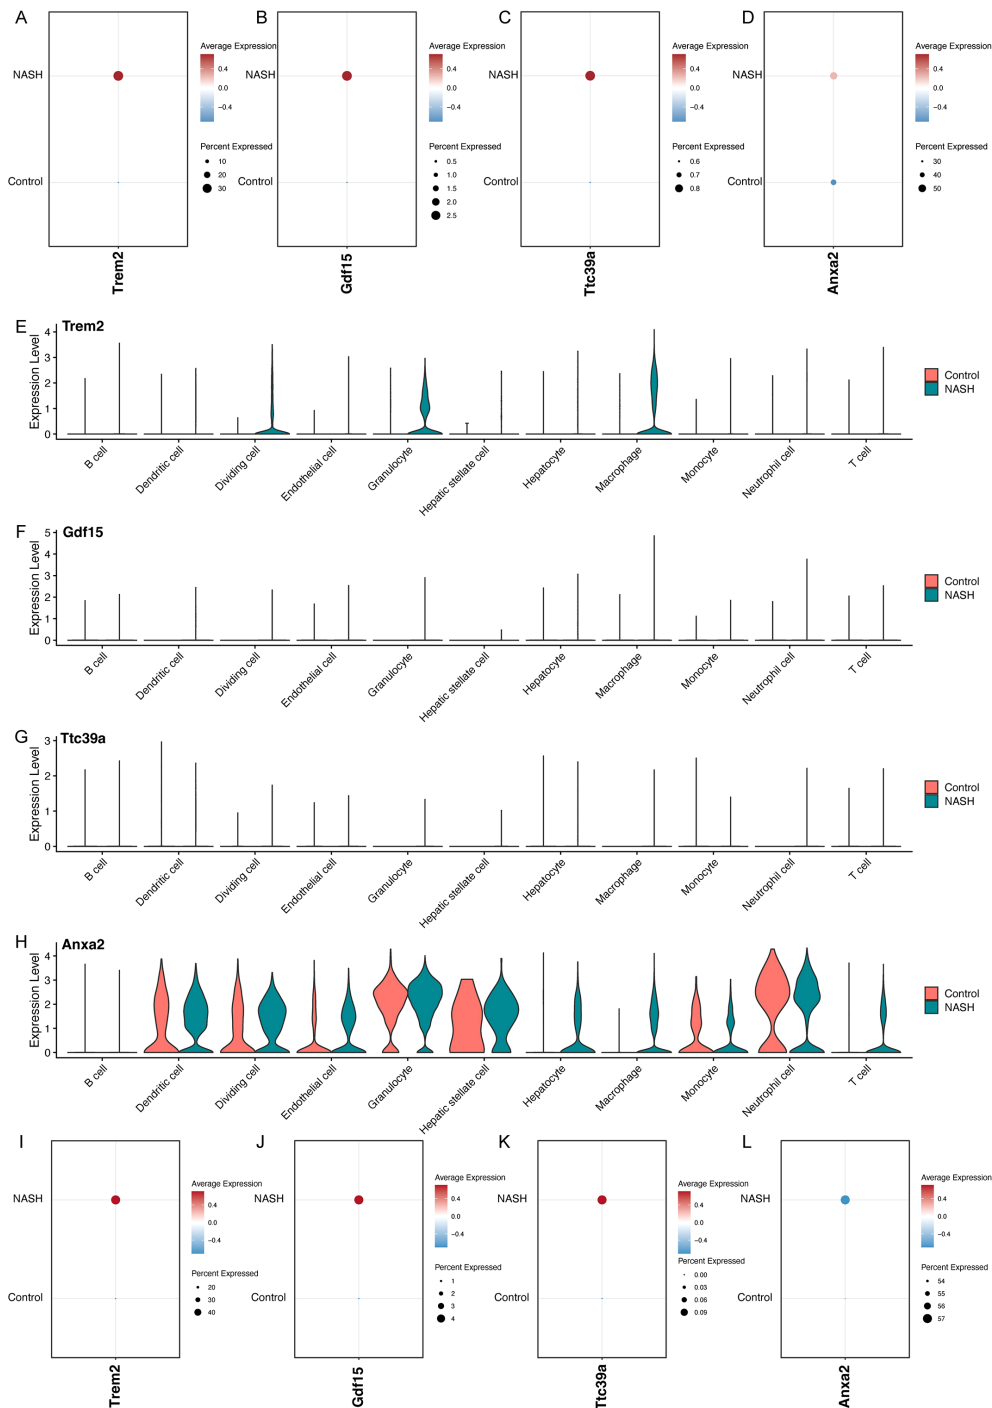 A
Average Expression
0.4
0.0
−0.4
Percent Expressed
10
20
30
NASH
Control
Trem2
B
Average Expression
0.4
0.0
−0.4
Percent Expressed
0.5
1.0
1.5
2.0
2.5
NASH
Control
Gdf15
C
Average Expression
0.4
0.0
−0.4
Percent Expressed
0.6
0.7
0.8
NASH
Control
Ttc39a
D
Average Expression
0.4
0.0
−0.4
Percent Expressed
30
40
50
NASH
Control
Anxa2
E
Trem2
Expression Level
4
3
2
1
0
B cell
Dendritic cell
Dividing cell
Endothelial cell
Granulocyte
Hepatic stellate cell
Hepatocyte
Macrophage
Monocyte
Neutrophil cell
T cell
Control
NASH
F
Gdf15
Expression Level
5
4
3
2
1
0
B cell
Dendritic cell
Dividing cell
Endothelial cell
Granulocyte
Hepatic stellate cell
Hepatocyte
Macrophage
Monocyte
Neutrophil cell
T cell
Control
NASH
G
Ttc39a
Expression Level
3
2
1
0
B cell
Dendritic cell
Dividing cell
Endothelial cell
Granulocyte
Hepatic stellate cell
Hepatocyte
Macrophage
Monocyte
Neutrophil cell
T cell
Control
NASH
H
Anxa2
Expression Level
4
3
2
1
0
B cell
Dendritic cell
Dividing cell
Endothelial cell
Granulocyte
Hepatic stellate cell
Hepatocyte
Macrophage
Monocyte
Neutrophil cell
T cell
Control
NASH
I
Average Expression
0.4
0.0
−0.4
Percent Expressed
20
30
40
NASH
Control
Trem2
J
Average Expression
0.4
0.0
−0.4
Percent Expressed
1
2
3
4
NASH
Control
Gdf15
K
Average Expression
0.4
0.0
−0.4
Percent Expressed
0.00
0.03
0.06
0.09
NASH
Control
Ttc39a
L
Average Expression
0.4
0.0
−0.4
Percent Expressed
54
55
56
57
NASH
Control
Anxa2